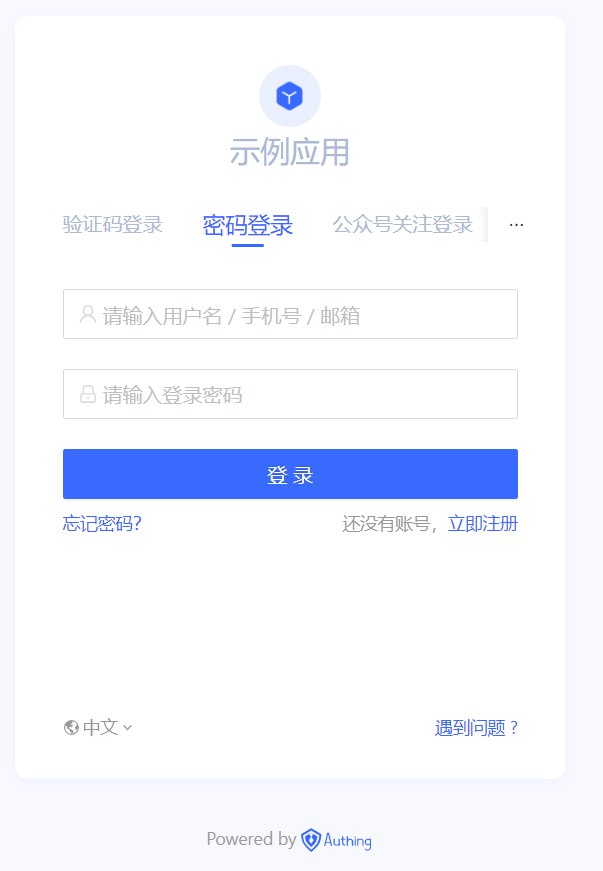 示例应用
验证码登录 密码登录 公众号关注登录 ···
请输入用户名 / 手机号 / 邮箱
请输入登录密码
登 录
忘记密码? 还没有账号，立即注册
中文 遇到问题 ?
Powered by Authing